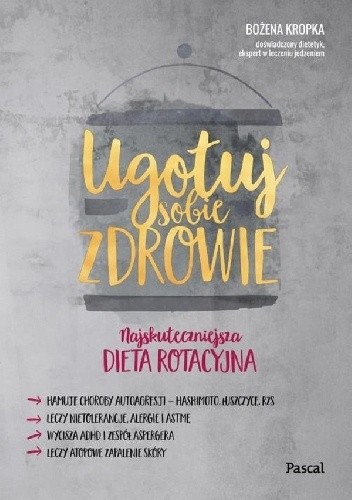 BOŻENA KROPKA
doświadczony dietetyk,
ekspert w leczeniu jedzeniem
Ugotuj
sobie
ZDROWIE
Najskuteczniejsza
DIETA ROTACYJNA
HAMUJE CHOROBY AUTOAGRESJI – HASHIMOTO, ŁUSZCZYCĘ, RZS
LECZY NIETOLERANCJE, ALERGIE I ASTMĘ
WYCISZA ADHD I ZESPÓŁ ASPERGERA
LECZY ATOPOWE ZAPALENIE SKÓRY
Pascal